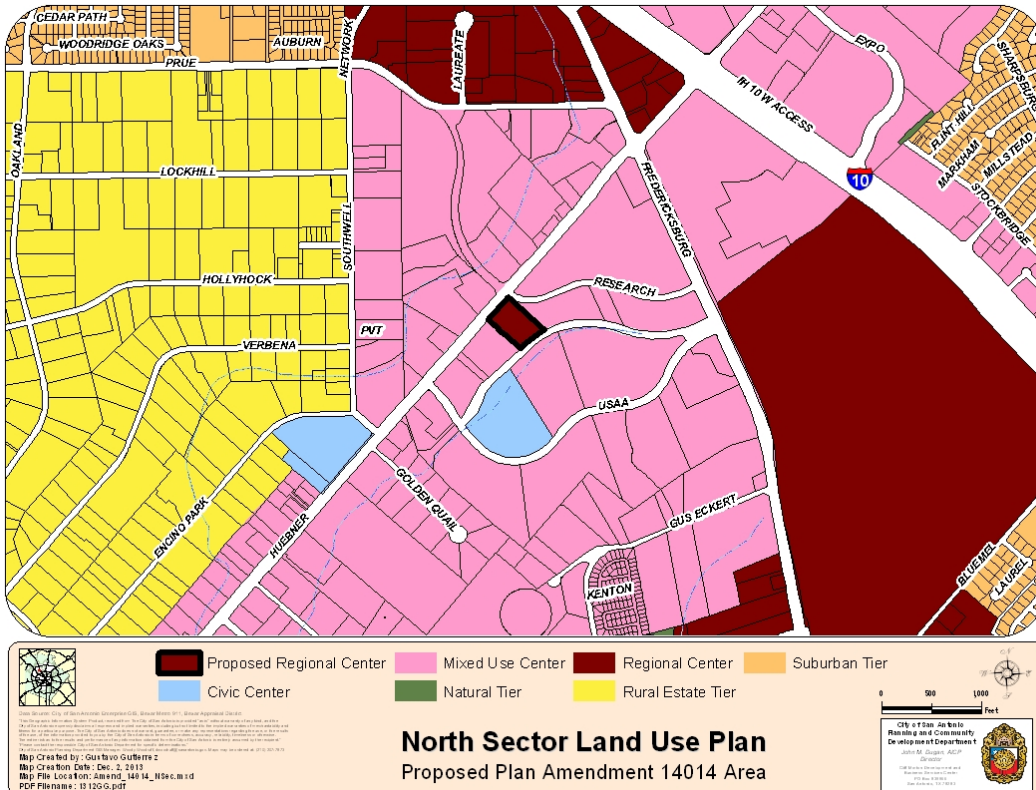 CEDAR PATH
WOODRIDGE OAKS
AUBURN
PRUE
NETWORK
LAUREATE
EXPO
IH 10 W ACCESS
SHARPSBURG
FLINT HILL
MARKHAM
MILLSTEAD
STOCKBRIDGE
10
OAKLAND
LOCKHILL
SOUTHWELL
FREDERICKSBURG
HOLLYHOCK
RESEARCH
PVT
VERBENA
USAA
GOLDEN QUAIL
GUS ECKERT
ENCINO PARK
HUEBNER
KENTON
BLUEMEL
LAUREL
Proposed Regional Center
Mixed Use Center
Regional Center
Suburban Tier
Civic Center
Natural Tier
Rural Estate Tier
0 500 1,000
Feet
Map Created by: Gustavo Gutierrez
Map Creation Date: Dec. 2, 2013
Map File Location: Amend_14014_NSec.mxd
PDF Filename: 1312GG.pdf
North Sector Land Use Plan
Proposed Plan Amendment 14014 Area
City of San Antonio
Planning and Community
Development Department
John M. Dugan, AICP
Director